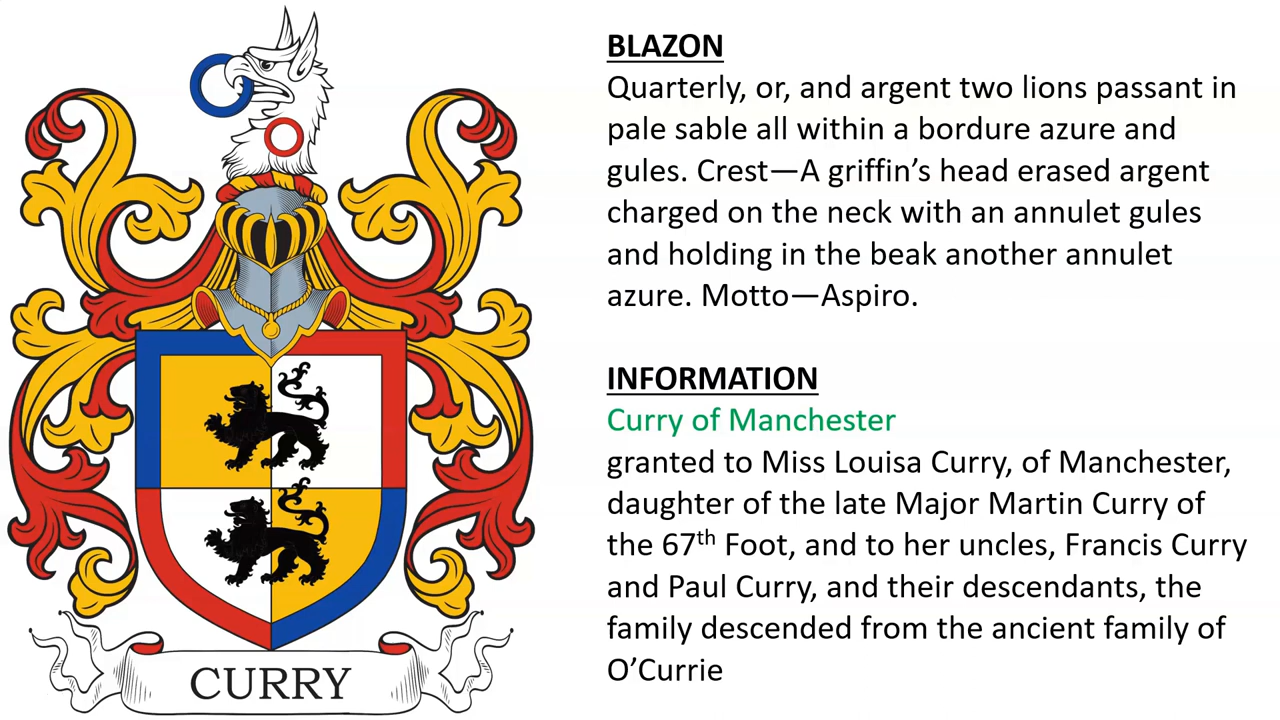 BLAZON
Quarterly, or, and argent two lions passant in
pale sable all within a bordure azure and
gules. Crest—A griffin’s head erased argent
charged on the neck with an annulet gules
and holding in the beak another annulet
azure. Motto—Aspiro.
INFORMATION
Curry of Manchester
granted to Miss Louisa Curry, of Manchester,
daughter of the late Major Martin Curry of
the 67th Foot, and to her uncles, Francis Curry
and Paul Curry, and their descendants, the
family descended from the ancient family of
O’Currie
CURRY